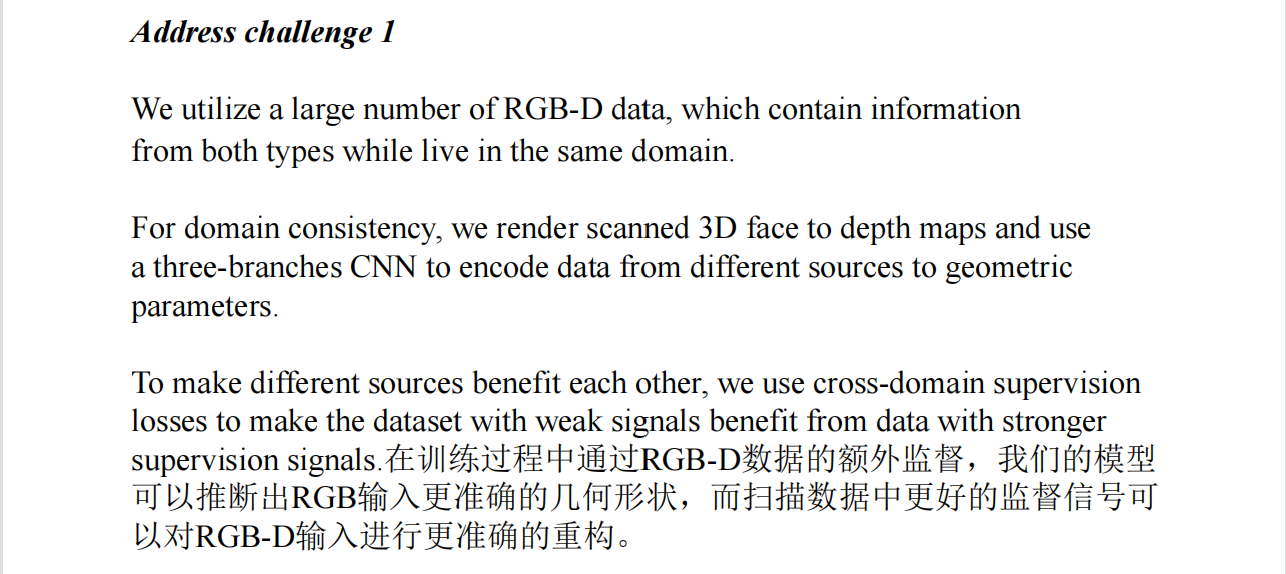 Address challenge 1
We utilize a large number of RGB-D data, which contain information
from both types while live in the same domain.
For domain consistency, we render scanned 3D face to depth maps and use
a three-branches CNN to encode data from different sources to geometric
parameters.
To make different sources benefit each other, we use cross-domain supervision
losses to make the dataset with weak signals benefit from data with stronger
supervision signals.在训练过程中通过RGB-D数据的额外监督，我们的模型
可以推断出RGB输入更准确的几何形状，而扫描数据中更好的监督信号可
以对RGB-D输入进行更准确的重构。